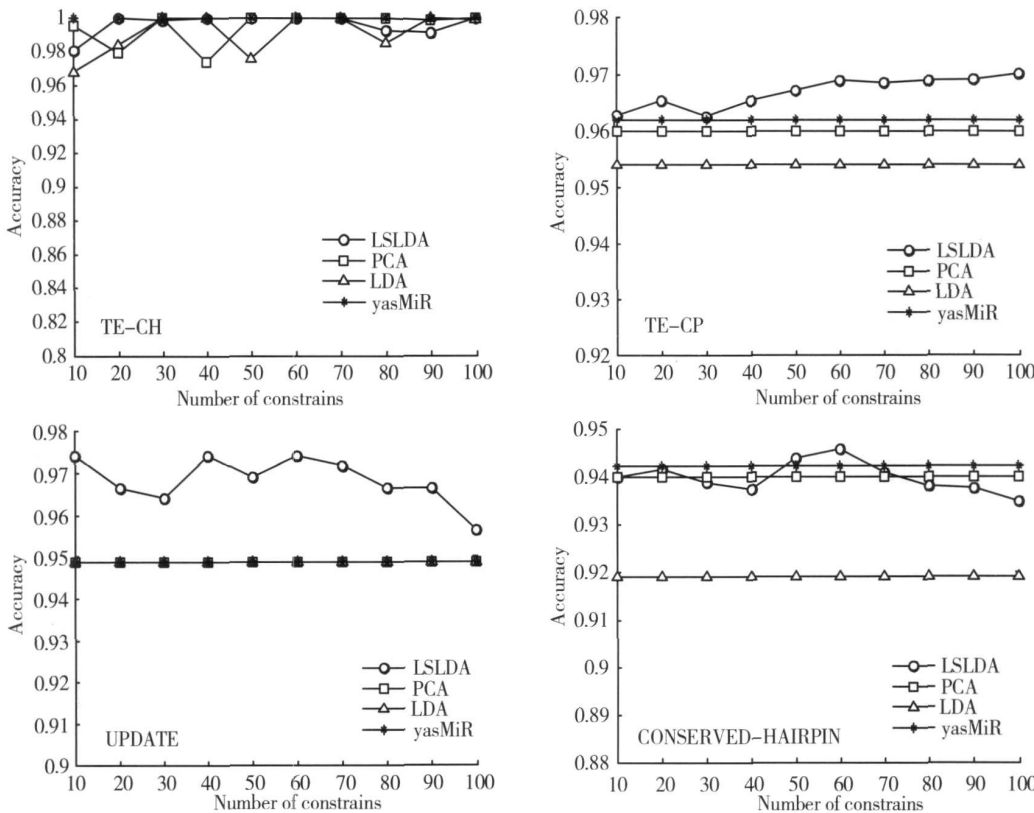 1
0.98
0.96
0.94
0.92
0.9
0.88
0.86
0.84
0.82
0.8
Accuracy
LSLDA
PCA
LDA
yasMiR
TE-CH
10 20 30 40 50 60 70 80 90 100
Number of constrains
0.98
0.97
0.96
0.95
0.94
0.93
0.92
Accuracy
LSLDA
PCA
LDA
yasMiR
TE-CP
10 20 30 40 50 60 70 80 90 100
Number of constrains
0.98
0.97
0.96
0.95
0.94
0.93
0.92
0.91
0.9
Accuracy
LSLDA
PCA
LDA
yasMiR
UPDATE
10 20 30 40 50 60 70 80 90 100
Number of constrains
0.95
0.94
0.93
0.92
0.91
0.9
0.89
0.88
Accuracy
LSLDA
PCA
LDA
yasMiR
CONSERVED-HAIRPIN
10 20 30 40 50 60 70 80 90 100
Number of constrains